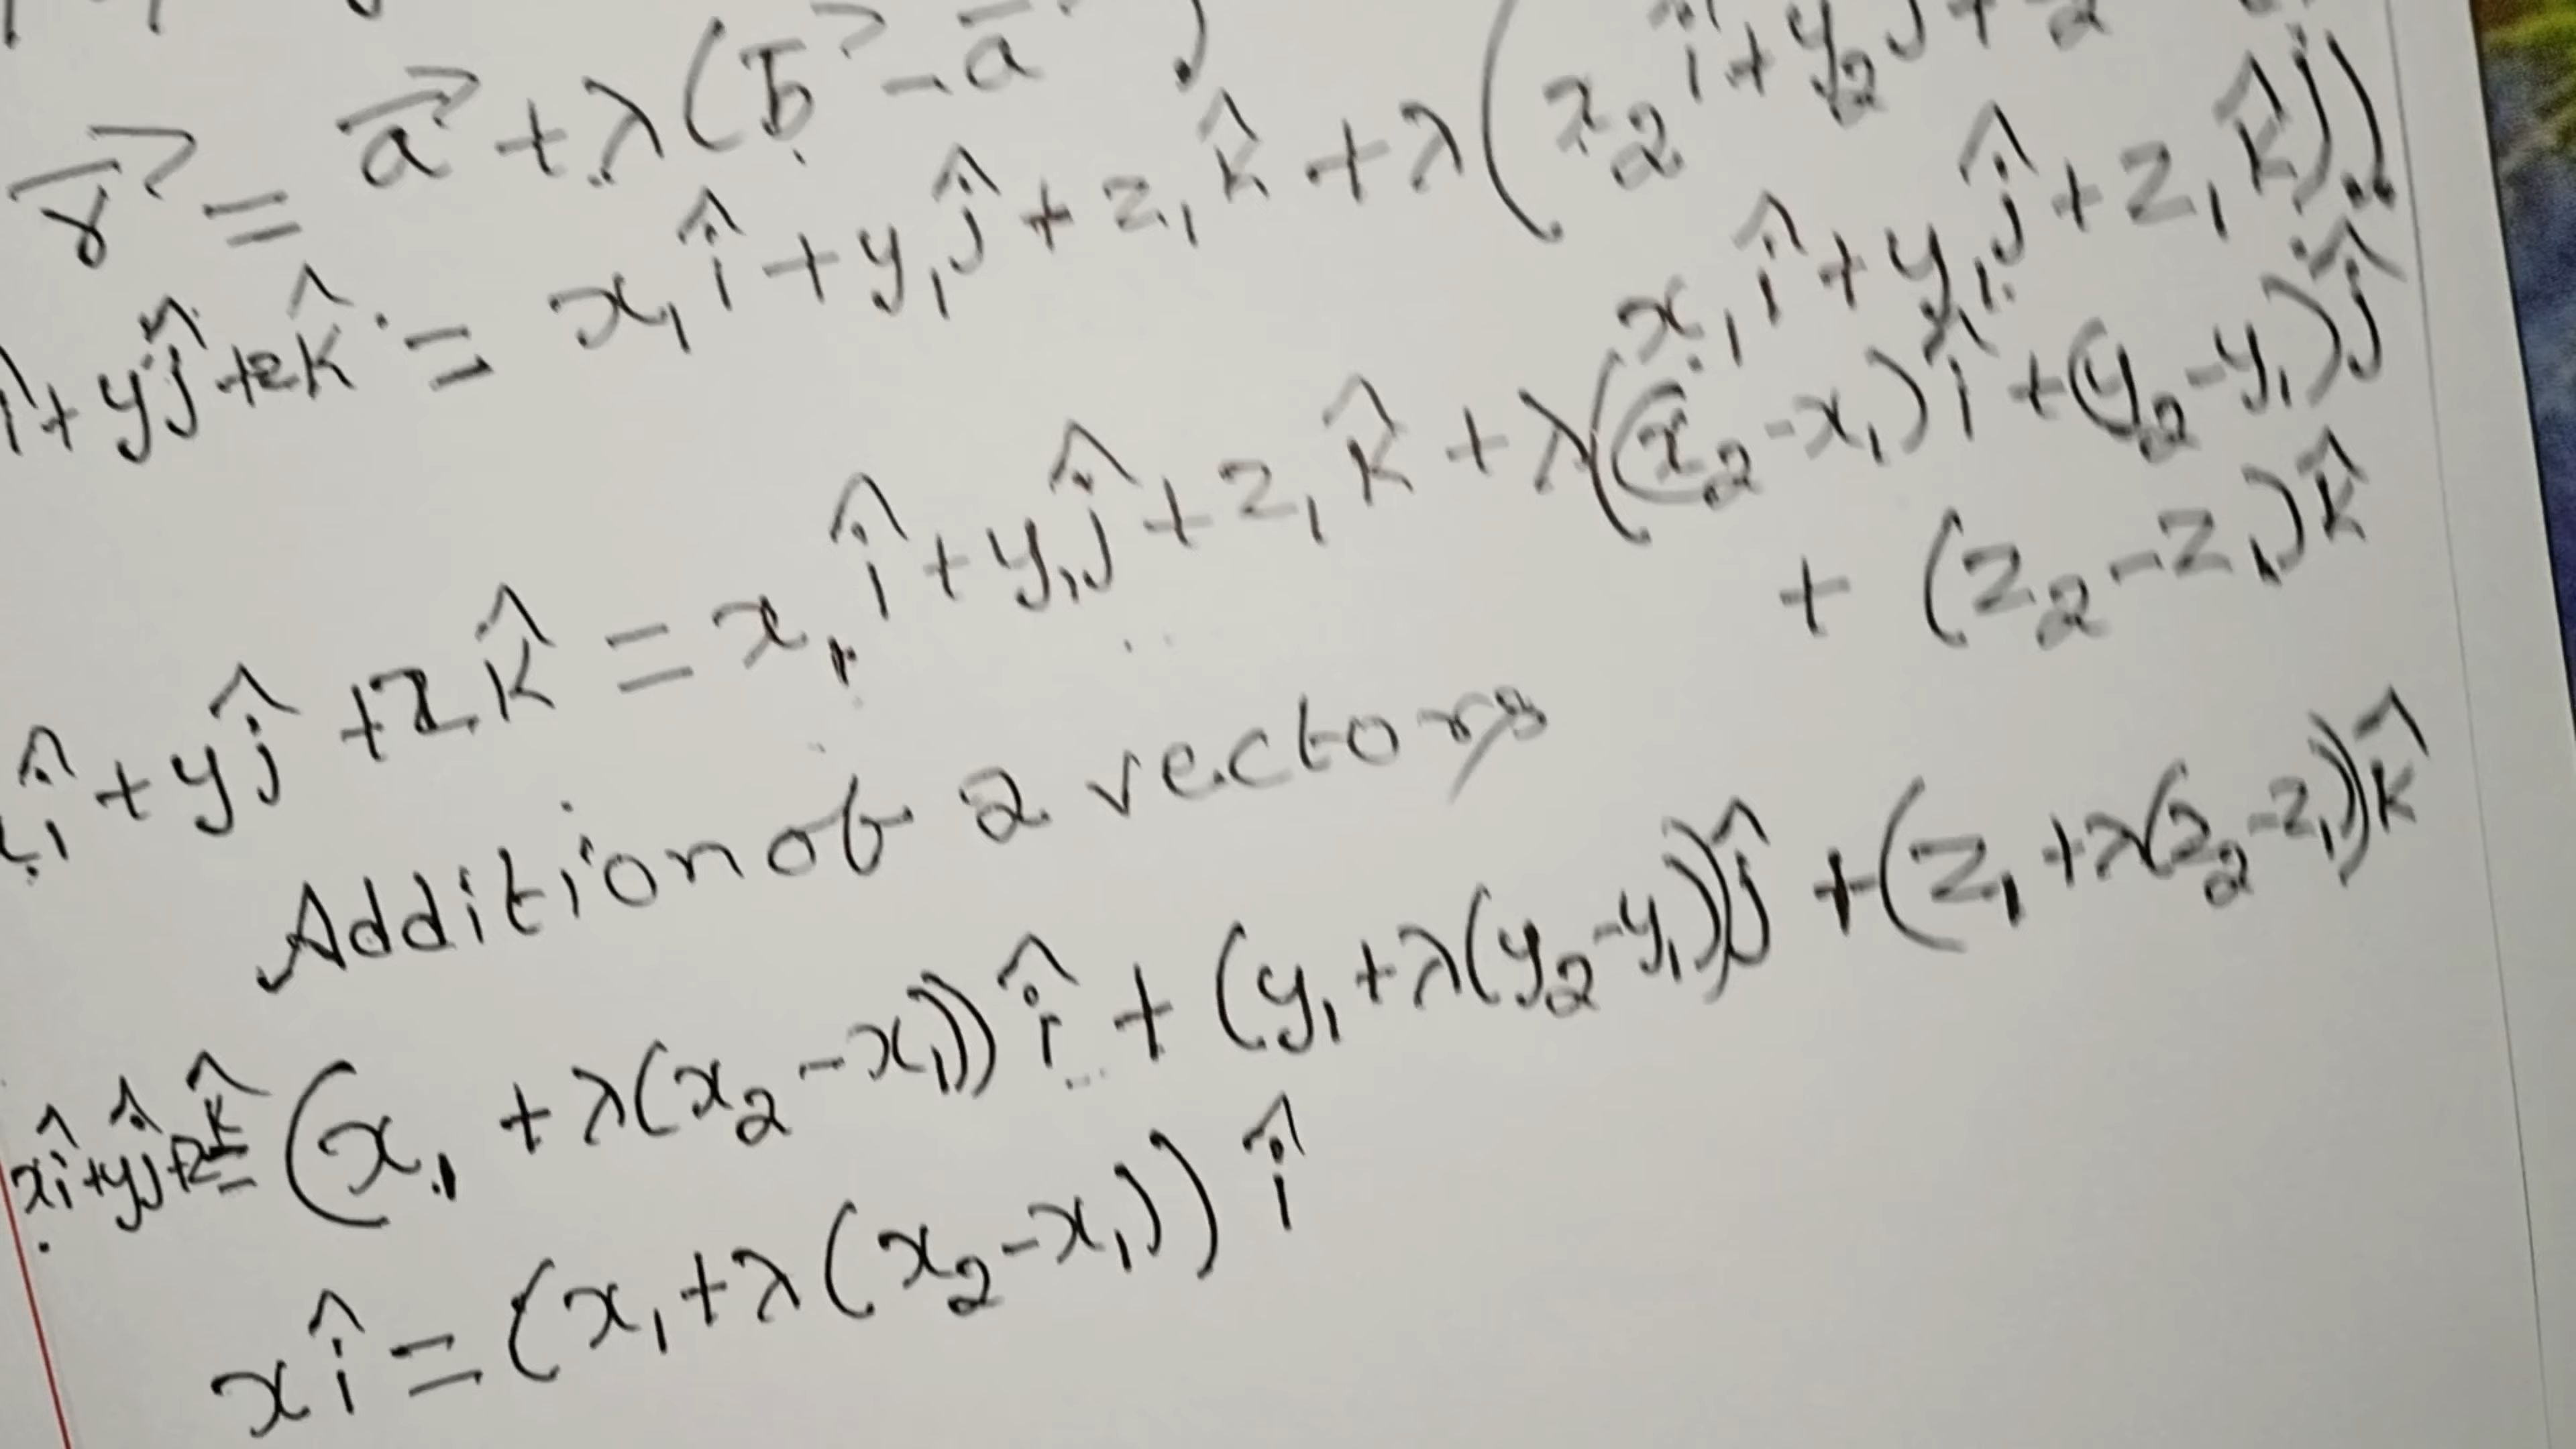 r⃗ = a⃗ + λ(b⃗ - a⃗)
î + yĵ + zk̂ = x₁î + y₁ĵ + z₁k̂ + λ(x₂î + y₂ĵ + z
x₁î + y₁ĵ + z₁k̂))
î + yĵ + zk̂ = x₁î + y₁ĵ + z₁k̂ + λ((x₂ - x₁)î + (y₂ - y₁)ĵ
+ (z₂ - z₁)k̂
Addition of 2 vectors
xî + yĵ + zk̂ = (x₁ + λ(x₂ - x₁))î + (y₁ + λ(y₂ - y₁))ĵ + (z₁ + λ(z₂ - z₁))k̂
xî = (x₁ + λ(x₂ - x₁))î